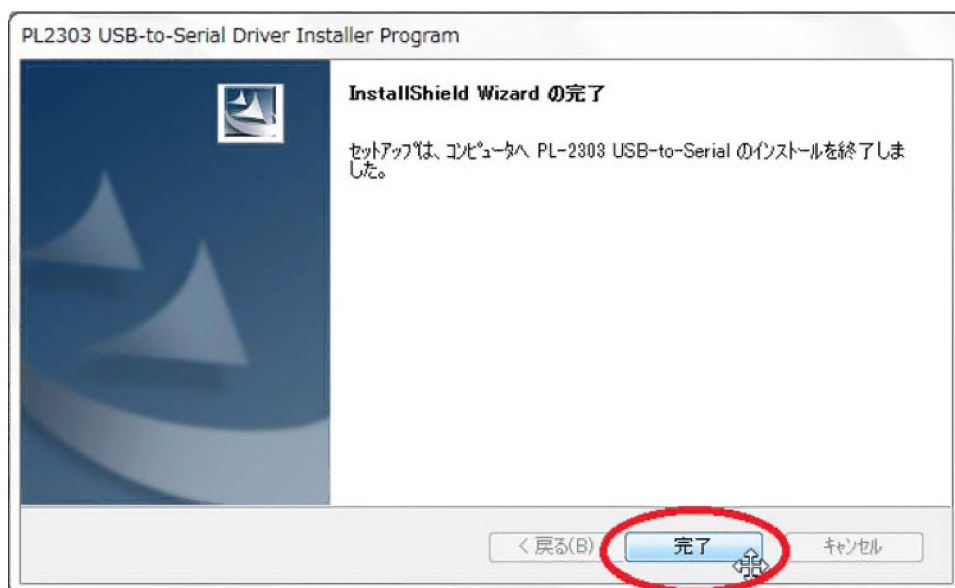 PL2303 USB-to-Serial Driver Installer Program
InstallShield Wizard の完了
セットアップは、コンピュータへ PL-2303 USB-to-Serial のインストールを終了しま
した。
< 戻る(B)
完了
キャンセル